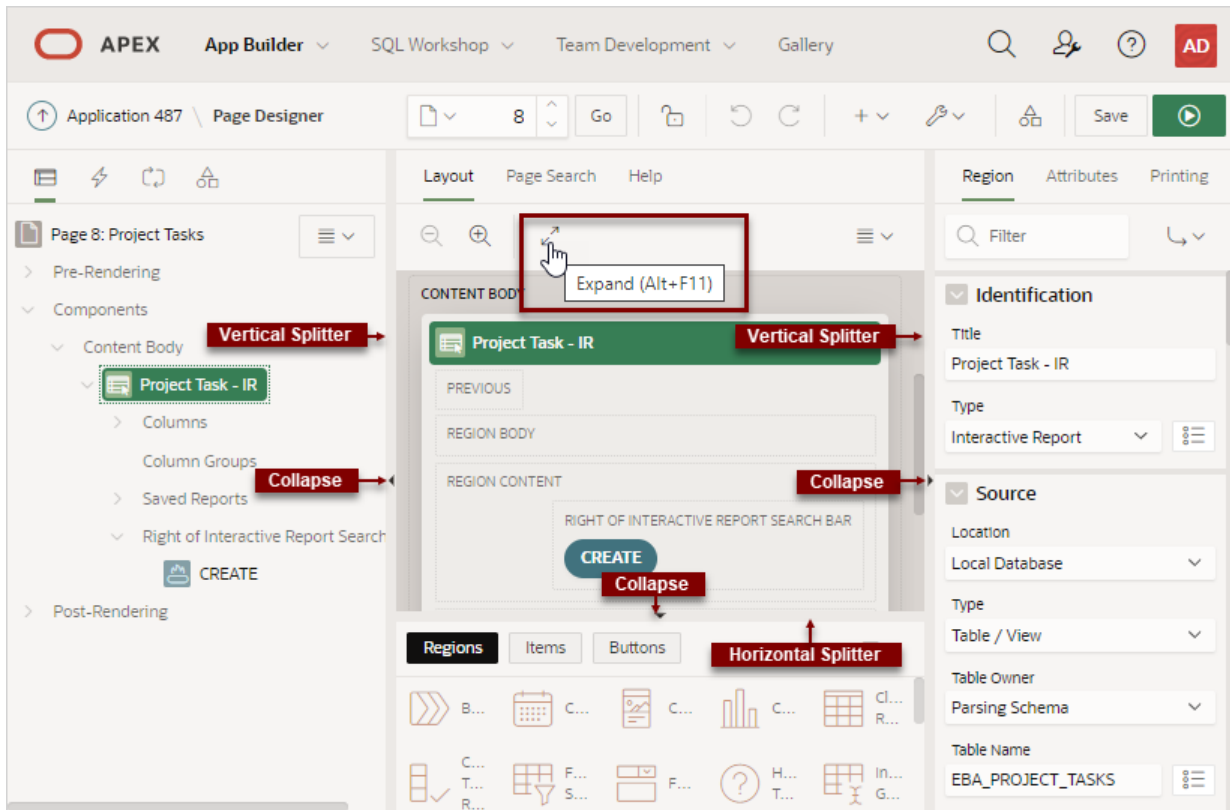 APEX App Builder SQL Workshop Team Development Gallery AD
Application 487 \ Page Designer 8 Go Save
Layout Page Search Help
Region Attributes Printing
Page 8: Project Tasks
Pre-Rendering
Components
Content Body
Project Task - IR
Columns
Column Groups
Saved Reports
Right of Interactive Report Search
CREATE
Post-Rendering
Vertical Splitter
Collapse
Expand (Alt+F11)
CONTENT BODY
Project Task - IR
Vertical Splitter
PREVIOUS
REGION BODY
REGION CONTENT
Collapse
RIGHT OF INTERACTIVE REPORT SEARCH BAR
CREATE
Collapse
Horizontal Splitter
Regions Items Buttons
B... C... C... C... Cl...
R...
C...
T...
R...
F...
S...
F...
H...
T...
In...
G...
Filter
Identification
Title
Project Task - IR
Type
Interactive Report
Source
Location
Local Database
Type
Table / View
Table Owner
Parsing Schema
Table Name
EBA_PROJECT_TASKS